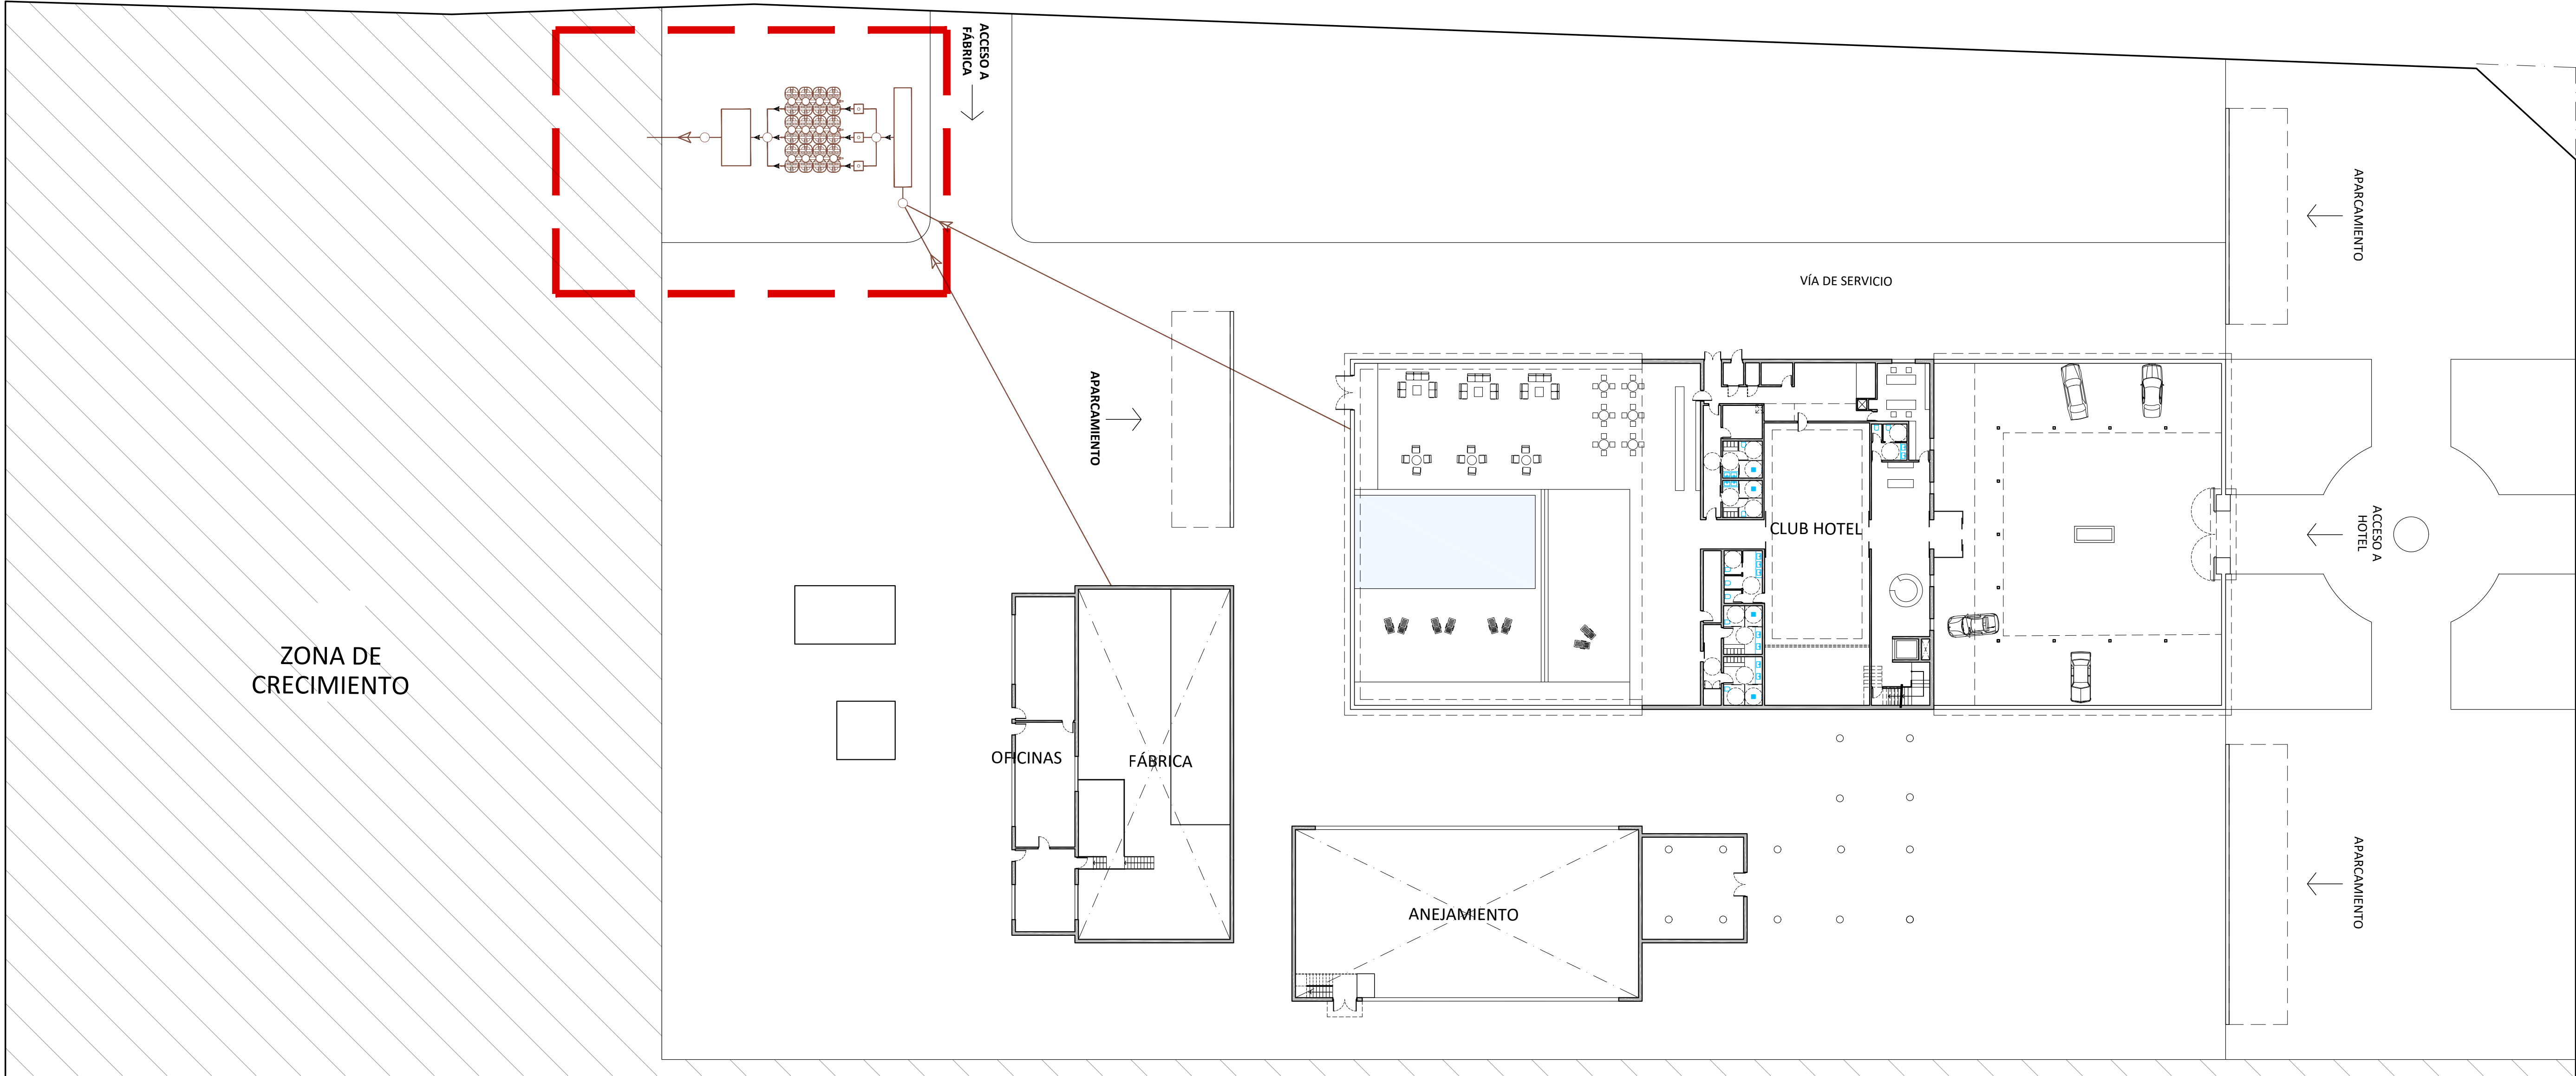 ACCESO A
FÁBRICA
APARCAMIENTO
VÍA DE SERVICIO
APARCAMIENTO
CLUB HOTEL
ACCESO A
HOTEL
ZONA DE
CRECIMIENTO
OFICINAS
FÁBRICA
ANEJAMIENTO
APARCAMIENTO